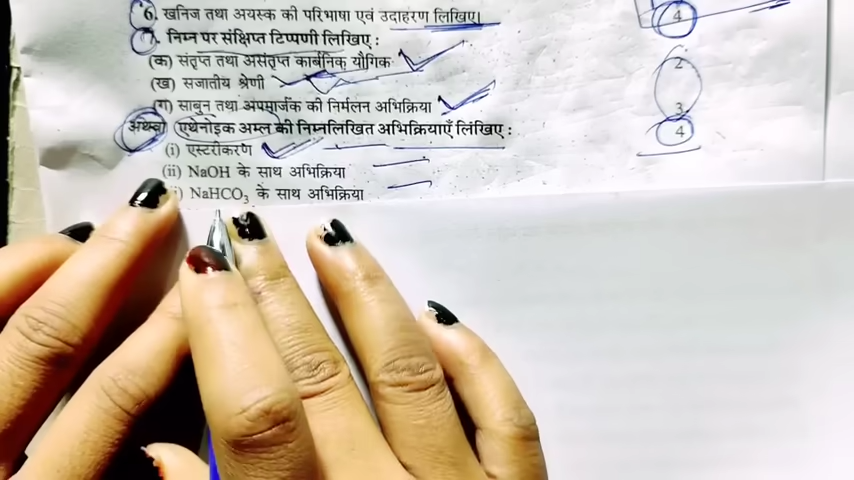 6. खनिज तथा अयस्क की परिभाषा एवं उदाहरण लिखिए। 4
7. निम्न पर संक्षिप्त टिप्पणी लिखिए :
(क) संतृप्त तथा असंतृप्त कार्बनिक यौगिक 2
(ख) सजातीय श्रेणी
(ग) साबुन तथा अपमार्जक की निर्मलन अभिक्रिया 3
अथवा एथेनॉइक अम्ल की निम्नलिखित अभिक्रियाएँ लिखिए : 4
(i) एस्टरीकरण
(ii) NaOH के साथ अभिक्रिया
i) NaHCO₃ के साथ अभिक्रिया